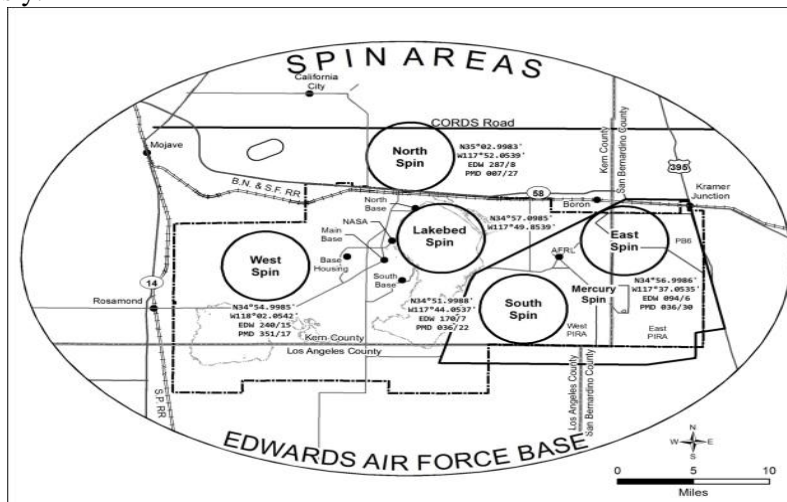 SPIN AREAS
California
City
CORDS Road
Mojave
North
Spin
N35°02.9983'
W117°52.0539'
EDW 287/8
PMD 007/27
Kern County
San Bernardino County
395
B.N. & S.F. RR
58
Kramer
Junction
Boron
North
Base
NASA
Main
Base
Base
Housing
South
Base
Lakebed
Spin
N34°57.0985'
W117°49.8539'
West
Spin
East
Spin
PB6
AFRL
N34°56.9986'
W117°37.0535'
EDW 094/6
PMD 036/30
Mercury
Spin
14
Rosamond
N34°54.9985'
W118°02.0542'
EDW 240/15
PMD 351/17
N34°51.9988'
W117°44.0537'
EDW 170/7
PMD 036/22
South
Spin
West
PIRA
East
PIRA
Kern County
Los Angeles County
Los Angeles County
San Bernardino County
S.P. RR
EDWARDS AIR FORCE BASE
N
W
E
S
0
5
10
Miles